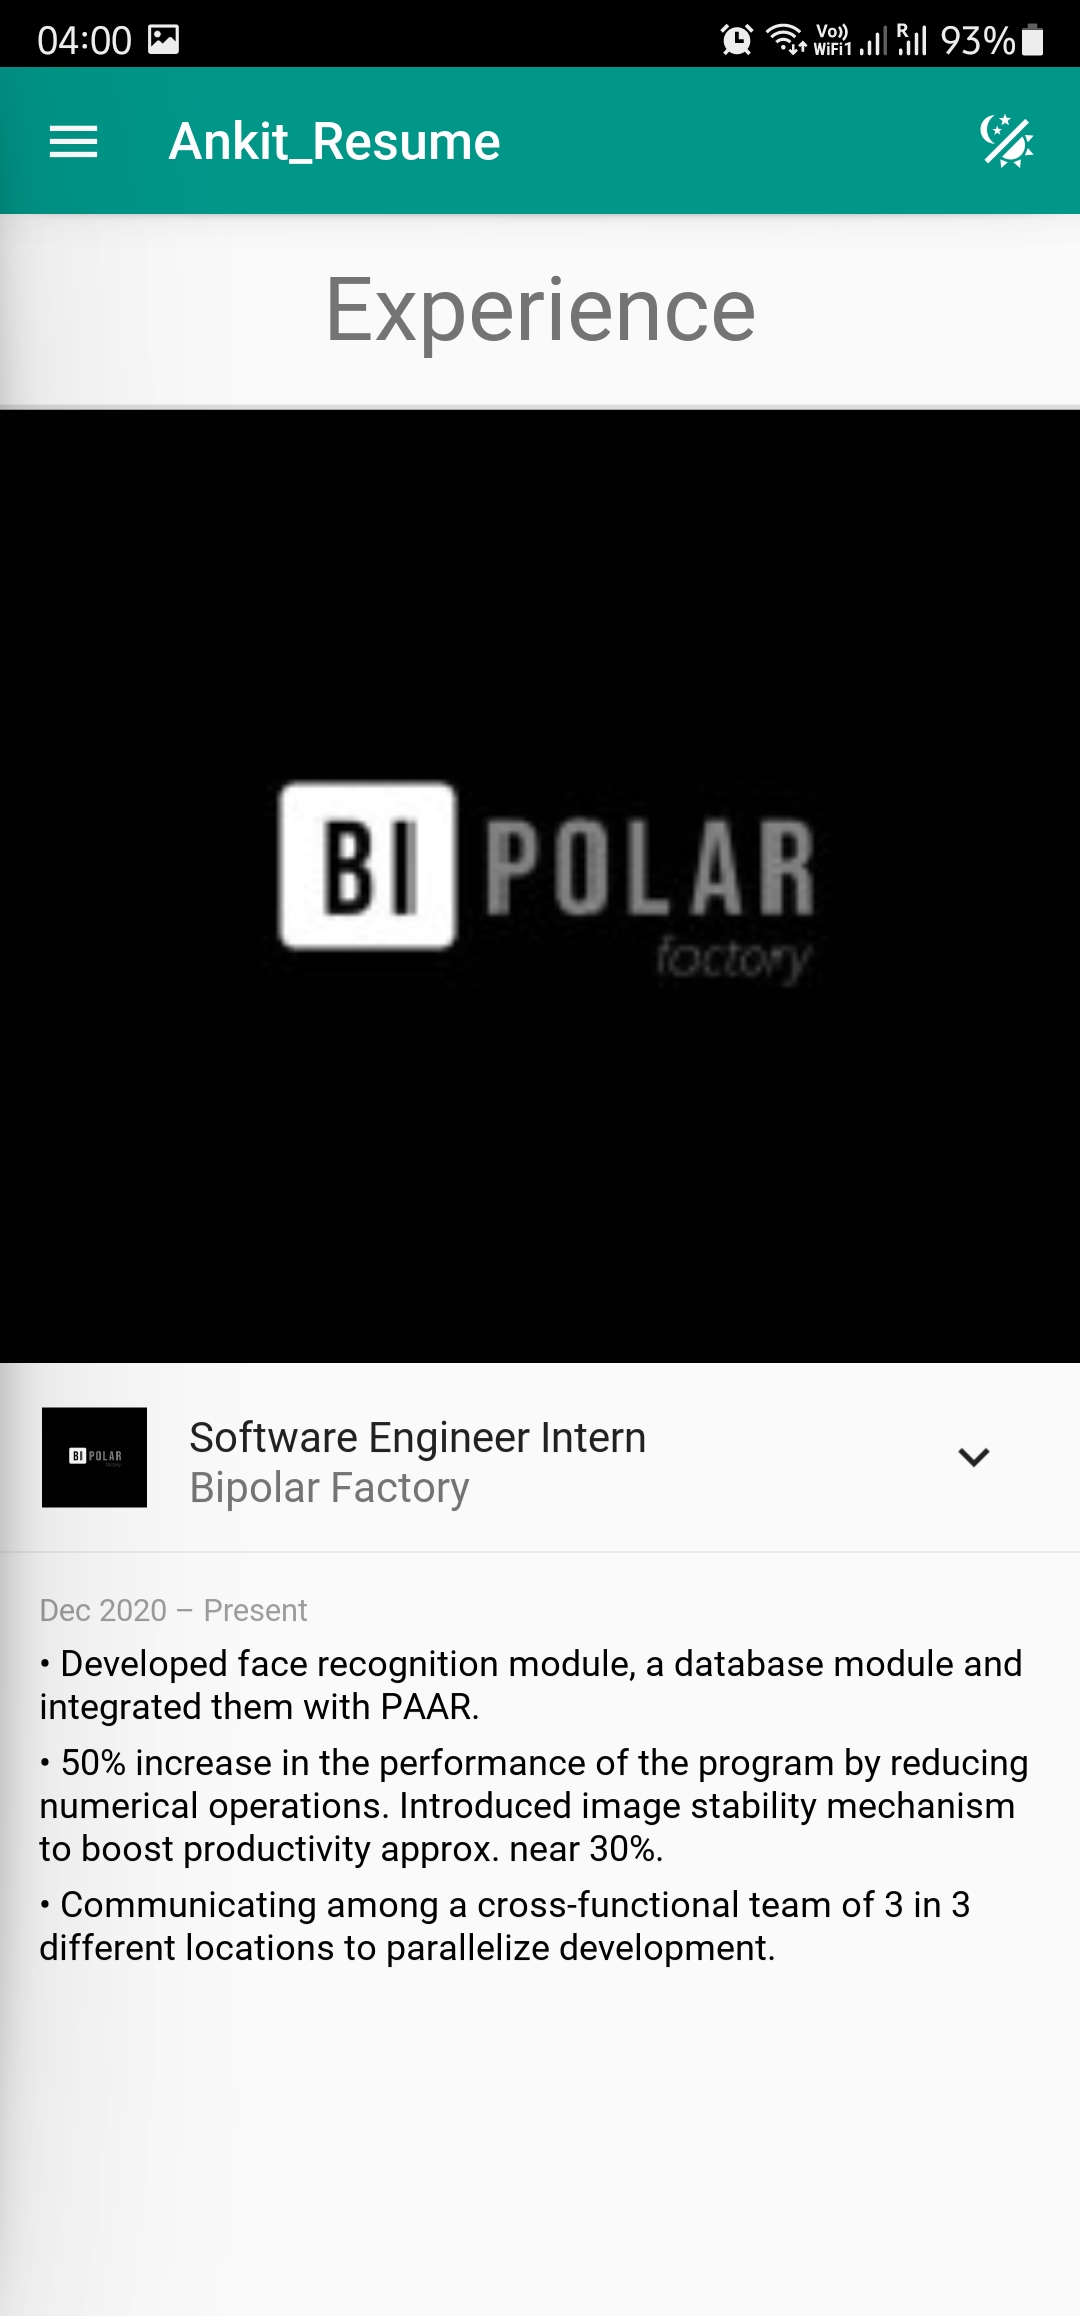 04:00 Vo)) WiFi1 R 93%
Ankit_Resume
Experience
BI POLAR
factory
BI POLAR
Software Engineer Intern
Bipolar Factory
Dec 2020 – Present
• Developed face recognition module, a database module and
integrated them with PAAR.
• 50% increase in the performance of the program by reducing
numerical operations. Introduced image stability mechanism
to boost productivity approx. near 30%.
• Communicating among a cross-functional team of 3 in 3
different locations to parallelize development.